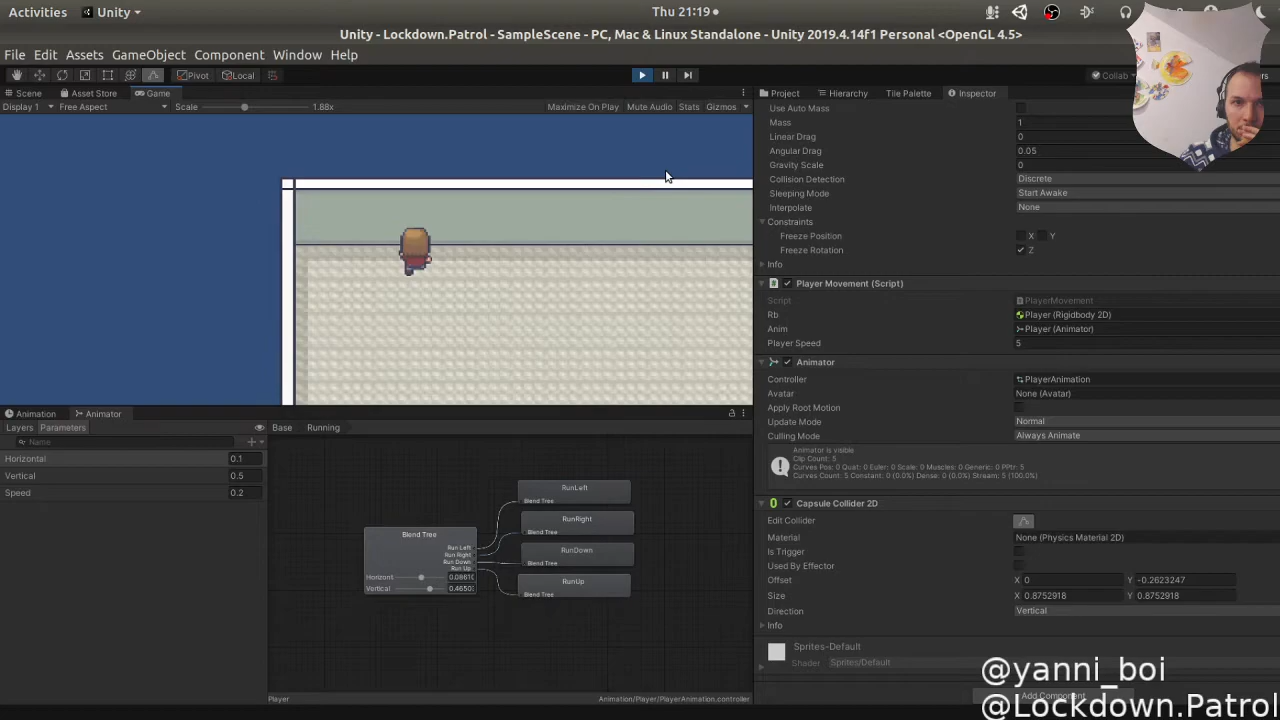 Activities
Unity
Thu 21:19
Unity - Lockdown.Patrol - SampleScene - PC, Mac & Linux Standalone - Unity 2019.4.14f1 Personal <OpenGL 4.5>
File Edit Assets GameObject Component Window Help
Pivot Local
Collab
Scene Asset Store Game
Project Hierarchy Tile Palette Inspector
Display 1 Free Aspect Scale 1.88x Maximize On Play Mute Audio Stats Gizmos
Use Auto Mass
Mass 1
Linear Drag 0
Angular Drag 0.05
Gravity Scale 0
Collision Detection Discrete
Sleeping Mode Start Awake
Interpolate None
Constraints
Freeze Position X Y
Freeze Rotation Z
Info
Player Movement (Script)
Script PlayerMovement
Rb Player (Rigidbody 2D)
Anim Player (Animator)
Player Speed 5
Animator
Controller PlayerAnimation
Avatar None (Avatar)
Apply Root Motion
Update Mode Normal
Culling Mode Always Animate
Animator is visible
Clip Count: 5
Curves Pos: 0 Quat: 0 Euler: 0 Scale: 0 Muscles: 0 Generic: 0 PPtr: 5
Curves Count: 5 Constant: 0 (0.0%) Dense: 0 (0.0%) Stream: 5 (100.0%)
Capsule Collider 2D
Edit Collider
Material None (Physics Material 2D)
Is Trigger
Used By Effector
Offset X 0 Y -0.2623247
Size X 0.8752918 Y 0.8752918
Direction Vertical
Info
Sprites-Default
Shader Sprites/Default
Add Component
Animation Animator
Layers Parameters Base Running
Name
Horizontal 0.1
Vertical 0.5
Speed 0.2
Blend Tree
Run Left
Run Right
Run Down
Run Up
Horizont
Vertical
RunLeft
Blend Tree
RunRight
Blend Tree
RunDown
Blend Tree
RunUp
Blend Tree
Player
Animation/Player/PlayerAnimation.controller
@yanni_boi
@Lockdown.Patrol